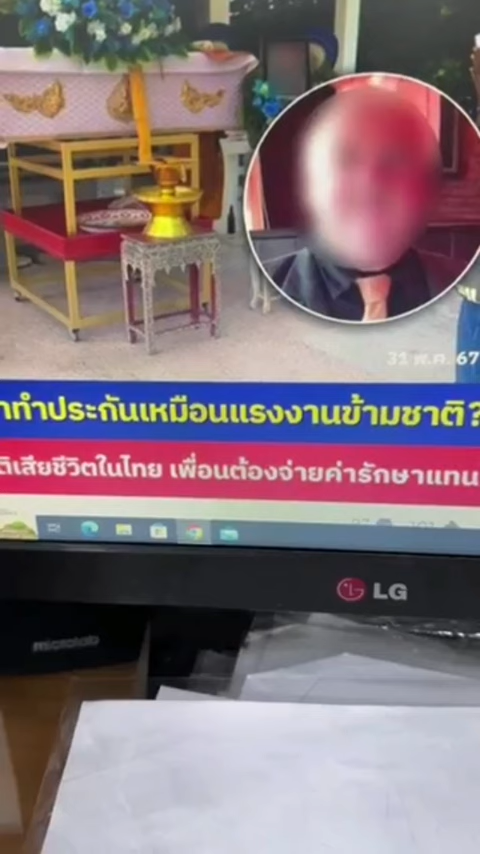 31 พ.ค. 67
าทำประกันเหมือนแรงงานข้ามชาติ?
ติเสียชีวิตในไทย เพื่อนต้องจ่ายค่ารักษาแทน
LG
microlab